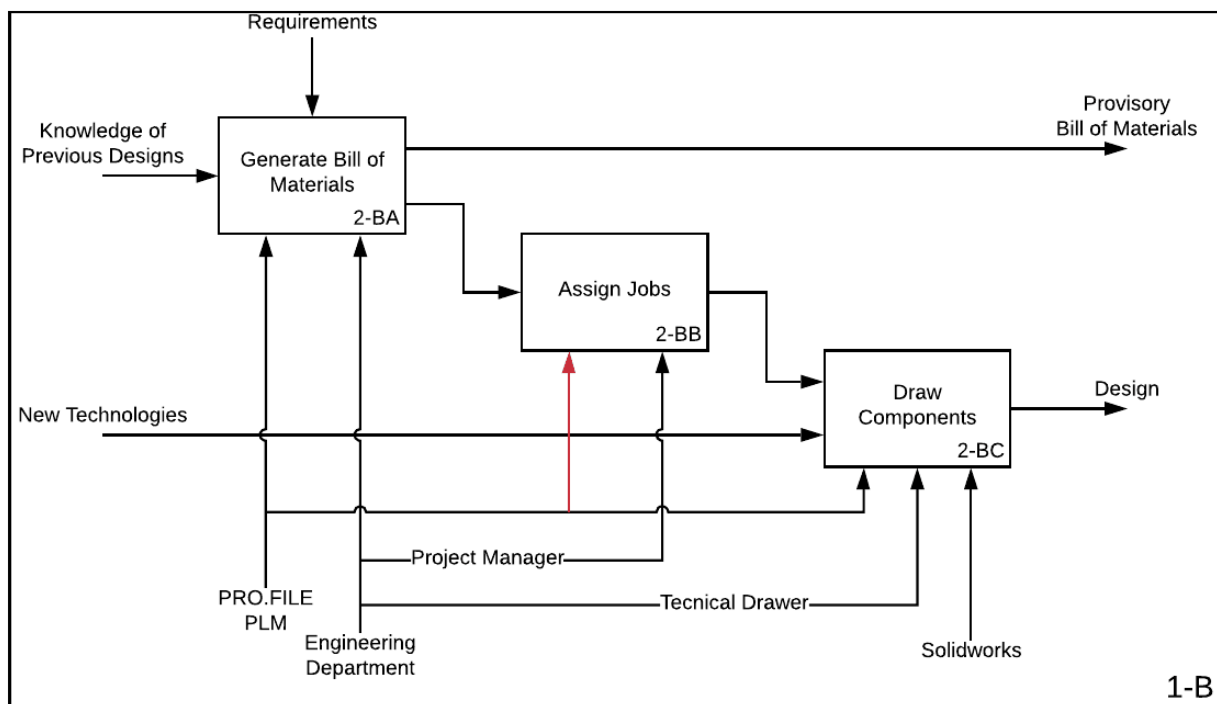 Requirements
Knowledge of
Previous Designs
Generate Bill of
Materials
2-BA
Provisory
Bill of Materials
Assign Jobs
2-BB
New Technologies
Draw
Components
2-BC
Design
Project Manager
PRO.FILE
PLM
Tecnical Drawer
Engineering
Department
Solidworks
1-B